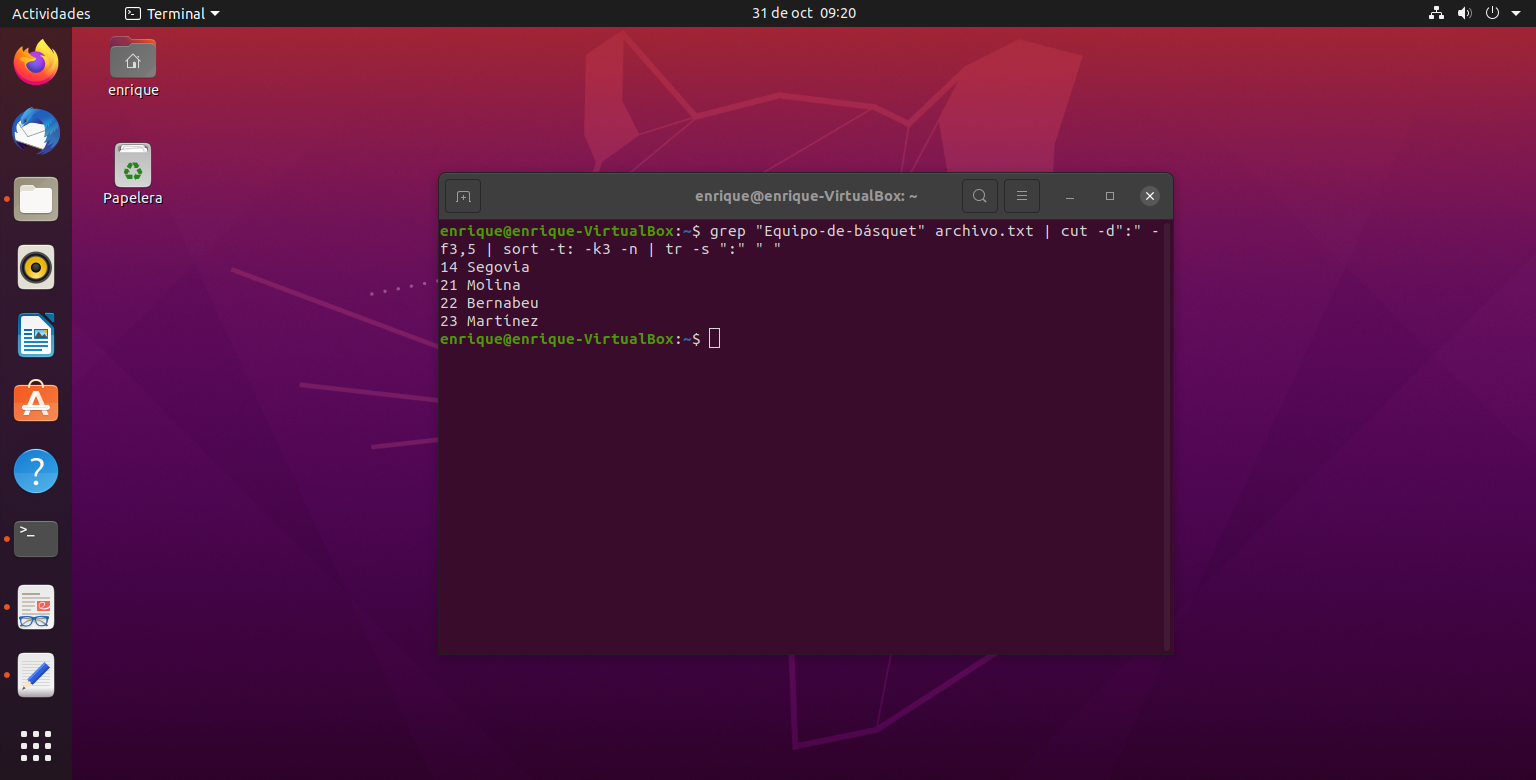 Actividades
Terminal
31 de oct 09:20
enrique
Papelera
enrique@enrique-VirtualBox: ~
enrique@enrique-VirtualBox:~$ grep "Equipo-de-básquet" archivo.txt | cut -d":" -
f3,5 | sort -t: -k3 -n | tr -s ":" " "
14 Segovia
21 Molina
22 Bernabeu
23 Martínez
enrique@enrique-VirtualBox:~$